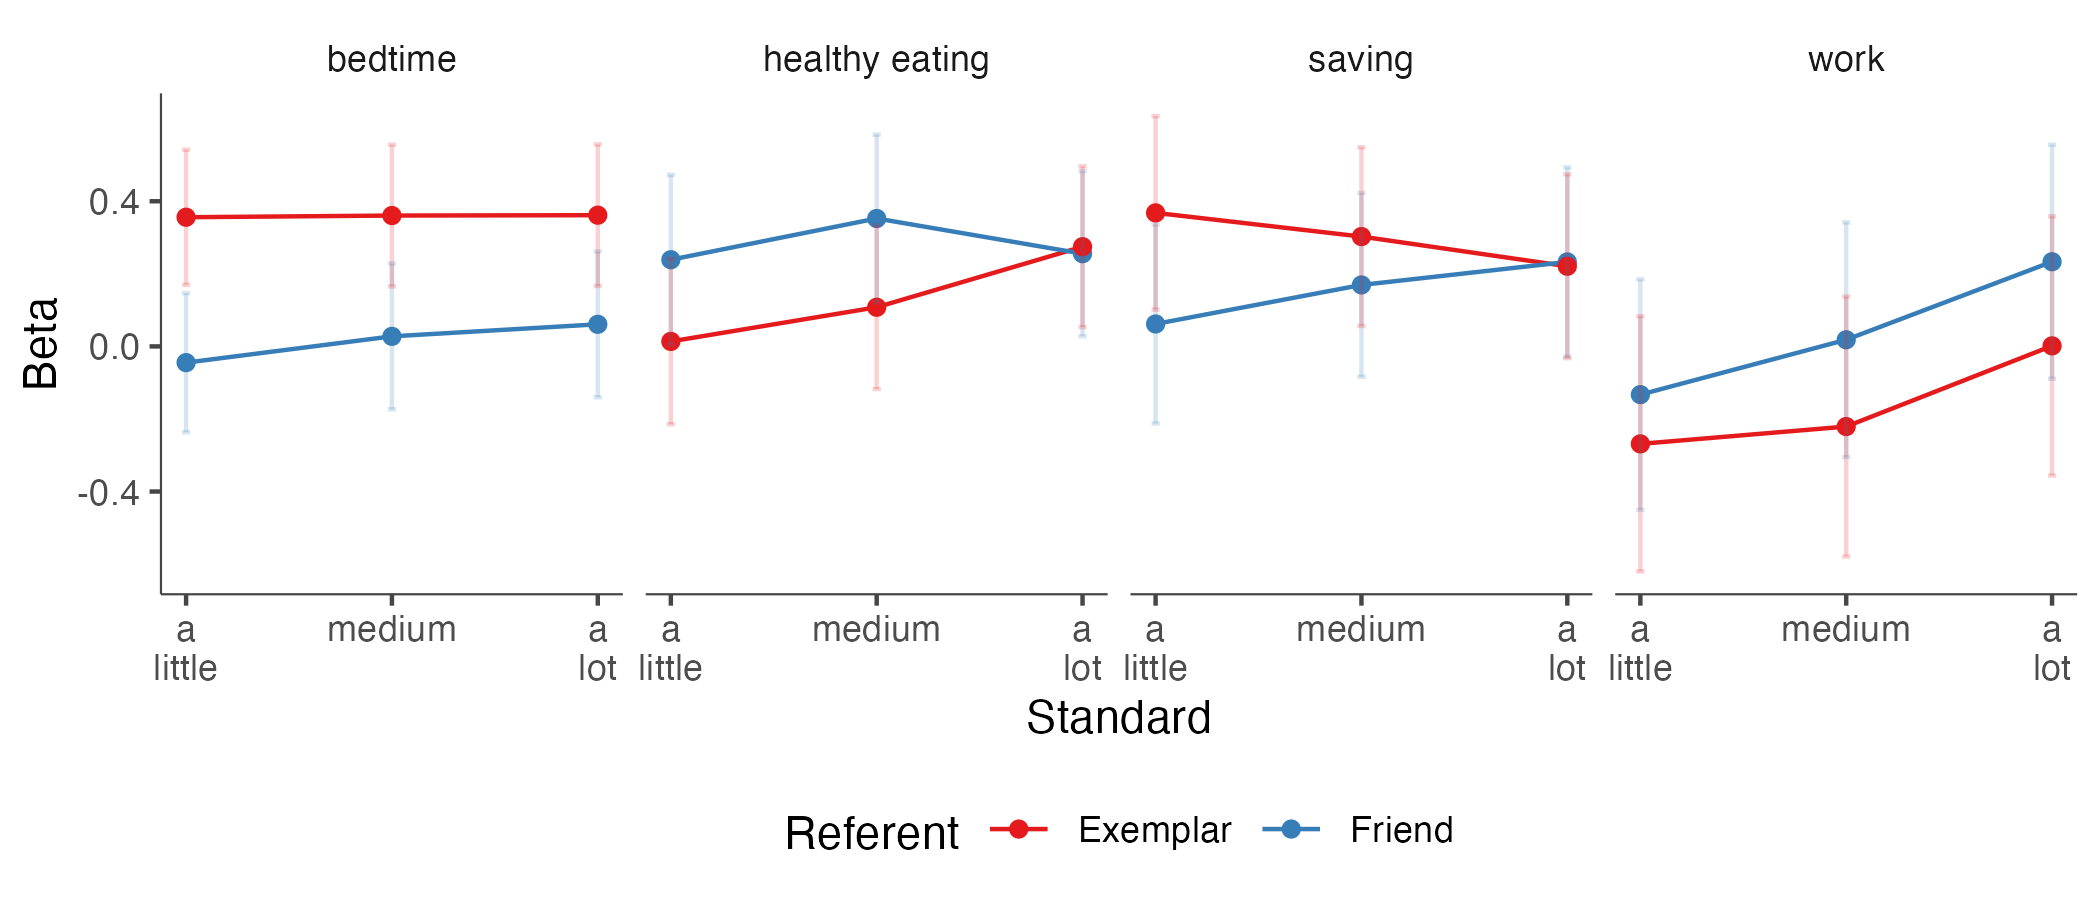 bedtime healthy eating saving work
0.4
0.0
-0.4
Beta
a little medium a lot a little medium a lot a little medium a lot a little medium a lot
Standard
Referent Exemplar Friend